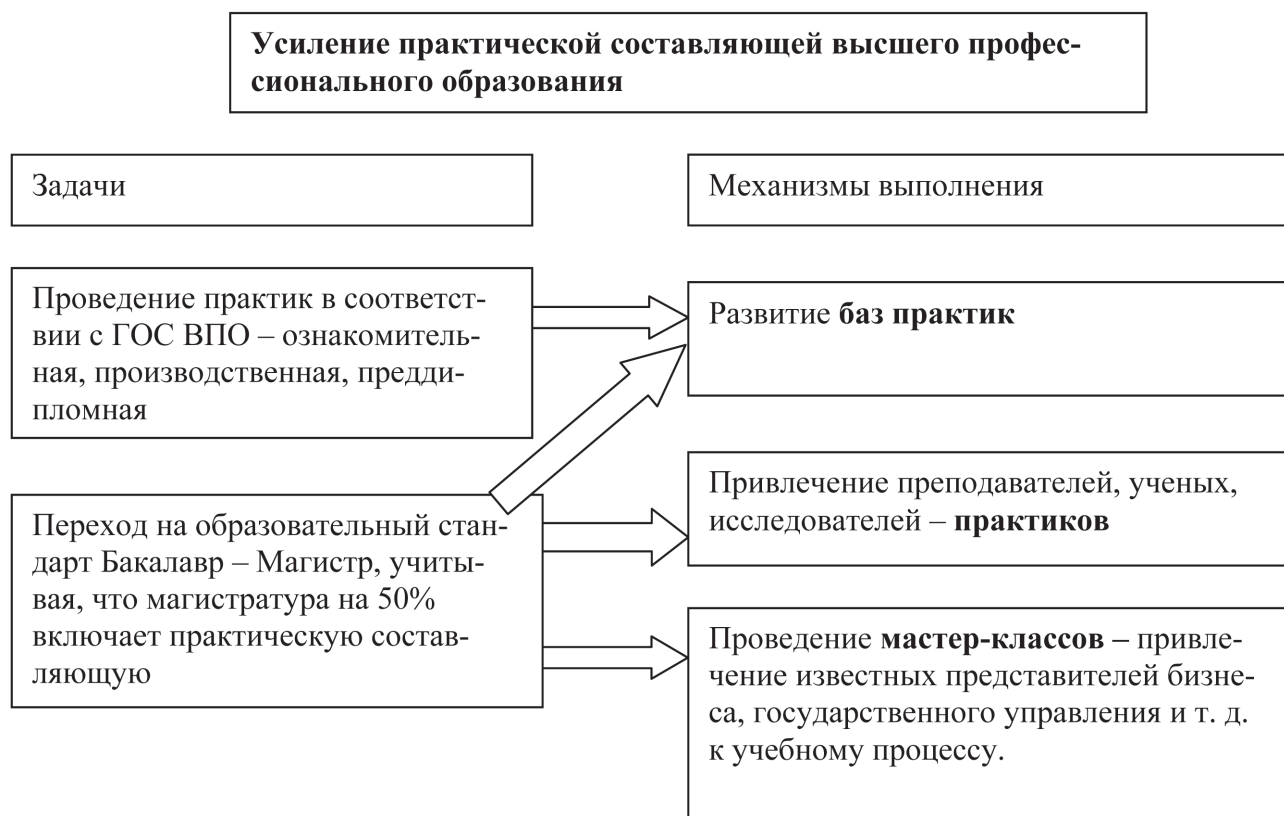 Усиление практической составляющей высшего профес-
сионального образования
Задачи
Механизмы выполнения
Проведение практик в соответст-
вии с ГОС ВПО – ознакомитель-
ная, производственная, предди-
пломная
Развитие баз практик
Переход на образовательный стан-
дарт Бакалавр – Магистр, учиты-
вая, что магистратура на 50%
включает практическую состав-
ляющую
Привлечение преподавателей, ученых,
исследователей – практиков
Проведение мастер-классов – привле-
чение известных представителей бизне-
са, государственного управления и т. д.
к учебному процессу.